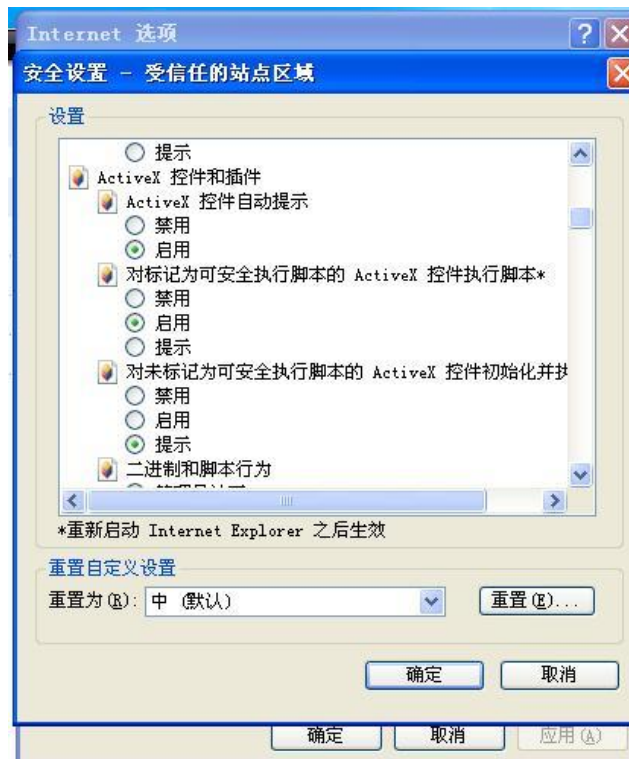 Internet 选项
安全设置 - 受信任的站点区域
设置
提示
ActiveX 控件和插件
ActiveX 控件自动提示
禁用
启用
对标记为可安全执行脚本的 ActiveX 控件执行脚本*
禁用
启用
提示
对未标记为可安全执行脚本的 ActiveX 控件初始化并执
禁用
启用
提示
二进制和脚本行为
*重新启动 Internet Explorer 之后生效
重置自定义设置
重置为(R): 中 (默认) 重置(E)...
确定 取消
确定 取消 应用(A)